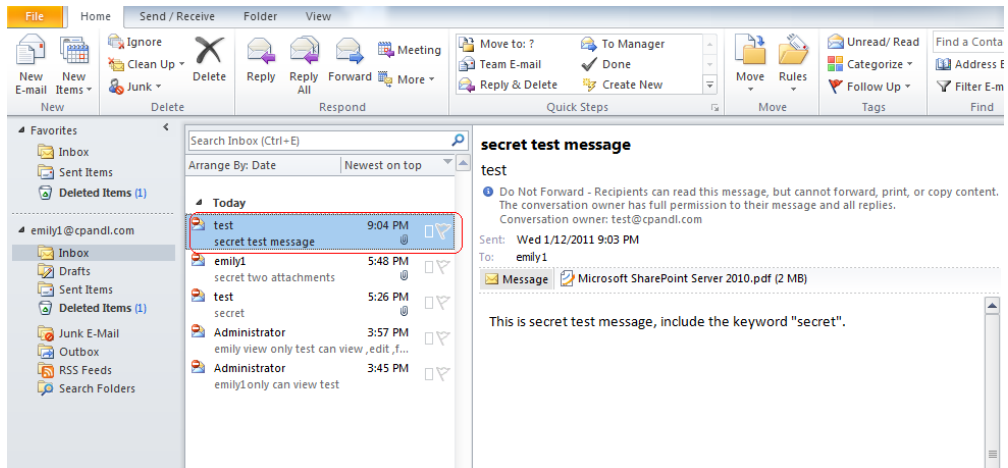 File Home Send / Receive Folder View
New E-mail
New Items
New
Ignore
Clean Up
Junk
Delete
Delete
Reply
Reply All
Forward
Meeting
More
Respond
Move to: ?
Team E-mail
Reply & Delete
To Manager
Done
Create New
Quick Steps
Move
Rules
Move
Unread/ Read
Categorize
Follow Up
Tags
Find a Conta
Address B
Filter E-m
Find
Favorites
Inbox
Sent Items
Deleted Items (1)
emily1@cpandl.com
Inbox
Drafts
Sent Items
Deleted Items (1)
Junk E-Mail
Outbox
RSS Feeds
Search Folders
Search Inbox (Ctrl+E)
Arrange By: Date Newest on top
Today
test 9:04 PM
secret test message
emily1 5:48 PM
secret two attachments
test 5:26 PM
secret
Administrator 3:57 PM
emily view only test can view ,edit ,f...
Administrator 3:45 PM
emily1only can view test
secret test message
test
Do Not Forward - Recipients can read this message, but cannot forward, print, or copy content.
The conversation owner has full permission to their message and all replies.
Conversation owner: test@cpandl.com
Sent: Wed 1/12/2011 9:03 PM
To: emily1
Message Microsoft SharePoint Server 2010.pdf (2 MB)
This is secret test message, include the keyword "secret".